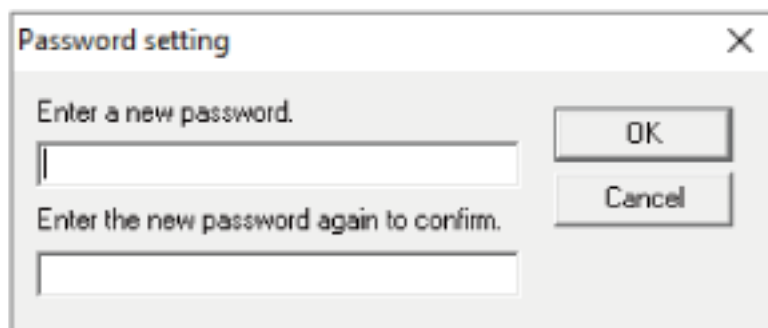 Password setting
Enter a new password.
OK
Cancel
Enter the new password again to confirm.